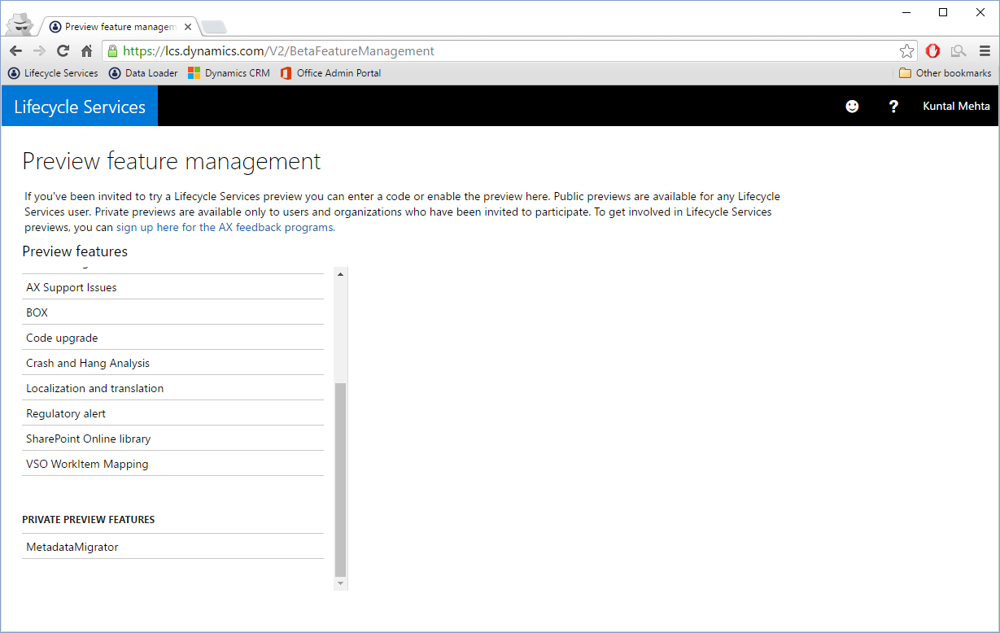 Preview feature managem
https://lcs.dynamics.com/V2/BetaFeatureManagement
Lifecycle Services Data Loader Dynamics CRM Office Admin Portal Other bookmarks
Lifecycle Services ? Kuntal Mehta
Preview feature management
If you've been invited to try a Lifecycle Services preview you can enter a code or enable the preview here. Public previews are available for any Lifecycle
Services user. Private previews are available only to users and organizations who have been invited to participate. To get involved in Lifecycle Services
previews, you can sign up here for the AX feedback programs.
Preview features
AX Support Issues
BOX
Code upgrade
Crash and Hang Analysis
Localization and translation
Regulatory alert
SharePoint Online library
VSO WorkItem Mapping
PRIVATE PREVIEW FEATURES
MetadataMigrator